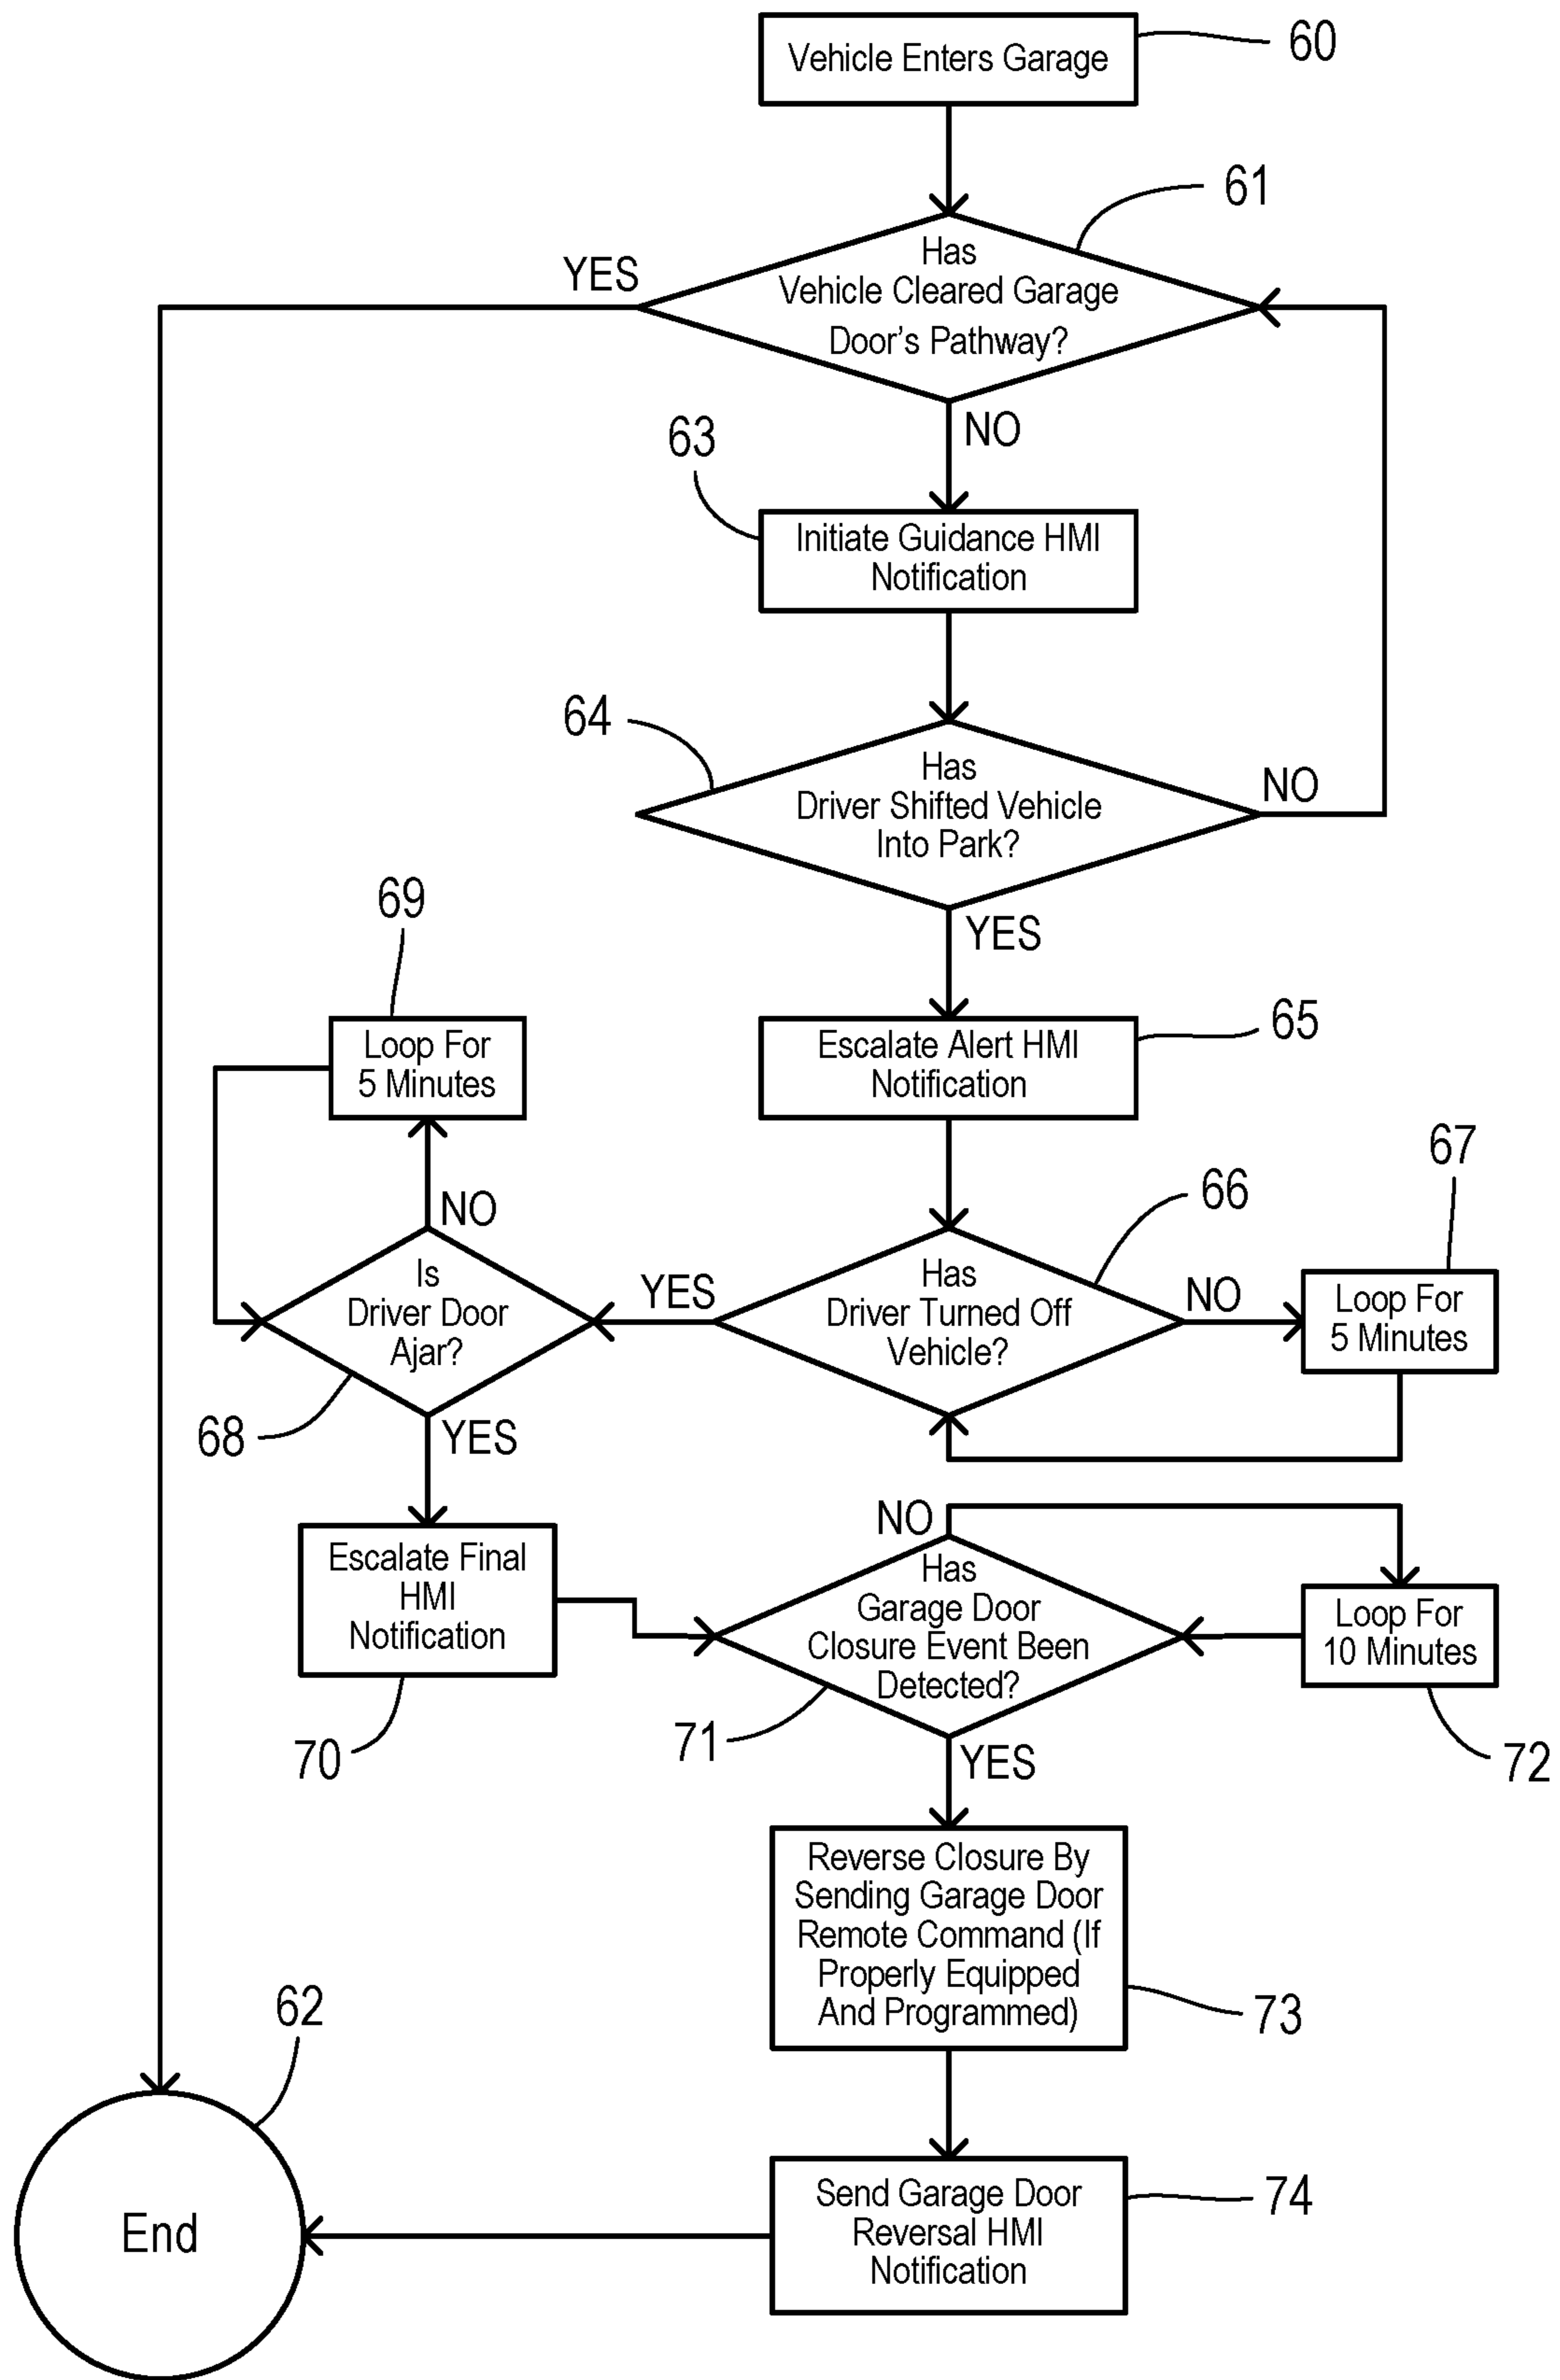 Vehicle Enters Garage
60
61
Has
Vehicle Cleared Garage
Door's Pathway?
YES
NO
63
Initiate Guidance HMI
Notification
64
Has
Driver Shifted Vehicle
Into Park?
NO
YES
69
Loop For
5 Minutes
Escalate Alert HMI
Notification
65
67
66
NO
Is
Driver Door
Ajar?
YES
Has
Driver Turned Off
Vehicle?
NO
Loop For
5 Minutes
68
YES
Escalate Final
HMI
Notification
70
NO
Has
Garage Door
Closure Event Been
Detected?
71
YES
Loop For
10 Minutes
72
Reverse Closure By
Sending Garage Door
Remote Command (If
Properly Equipped
And Programmed)
73
62
End
Send Garage Door
Reversal HMI
Notification
74